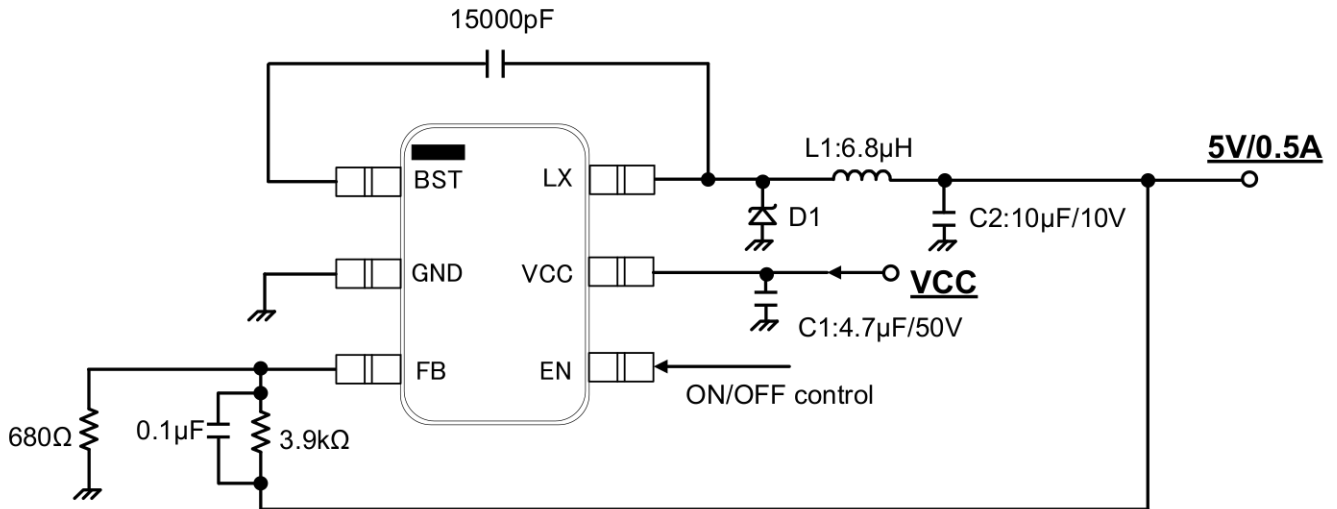 15000pF
5V/0.5A
L1:6.8µH
BST
LX
D1
C2:10µF/10V
GND
VCC
VCC
C1:4.7µF/50V
FB
EN
ON/OFF control
680Ω
0.1µF
3.9kΩ